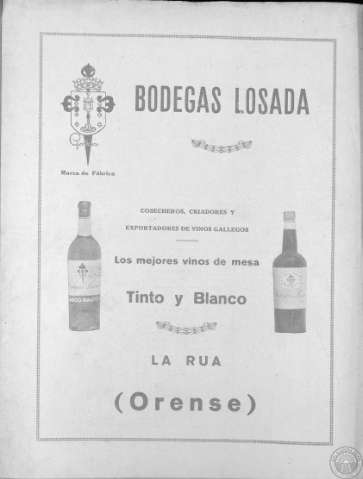 BODEGAS LOSADA
Marca de Fábrica
COSECHEROS, CRIADORES Y
EXPORTADORES DE VINOS GALLEGOS
Los mejores vinos de mesa
Tinto y Blanco
LA RUA
(Orense)